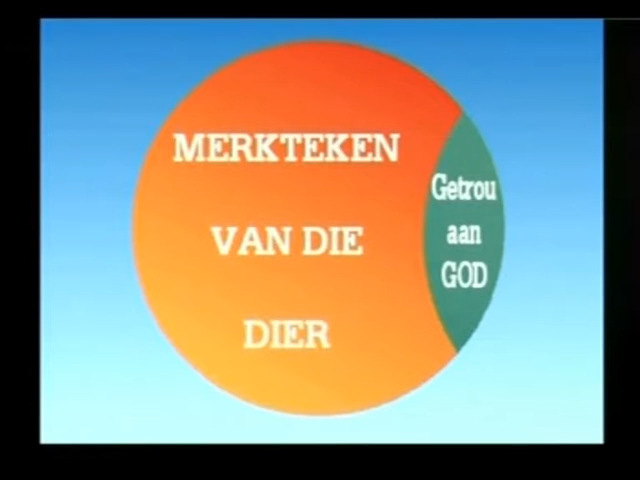 MERKTEKEN
VAN DIE
DIER
Getrou
aan
GOD